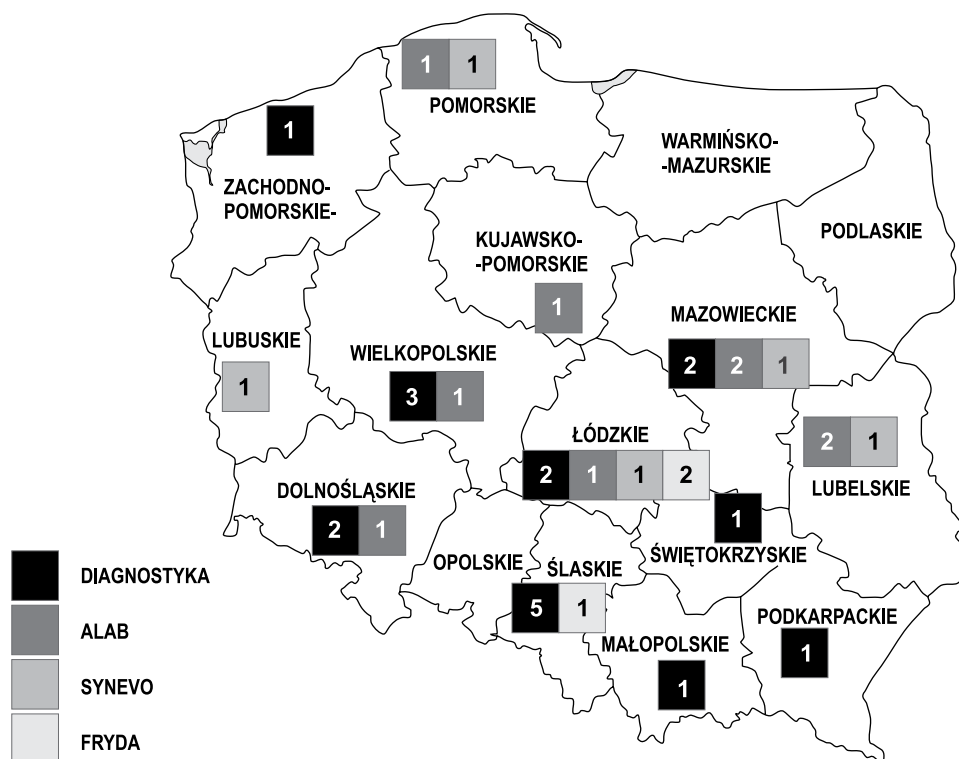 1 1
POMORSKIE
1
ZACHODNO-
POMORSKIE-
WARMIŃSKO-
-MAZURSKIE
PODLASKIE
KUJAWSKO-
-POMORSKIE
1
MAZOWIECKIE
2 2 1
LUBUSKIE
1
WIELKOPOLSKIE
3 1
ŁÓDZKIE
2 1 1 2
2 1
LUBELSKIE
DOLNOŚLĄSKIE
2 1
1
ŚWIĘTOKRZYSKIE
OPOLSKIE
ŚLASKIE
5 1
MAŁOPOLSKIE
1
PODKARPACKIE
1
DIAGNOSTYKA
ALAB
SYNEVO
FRYDA